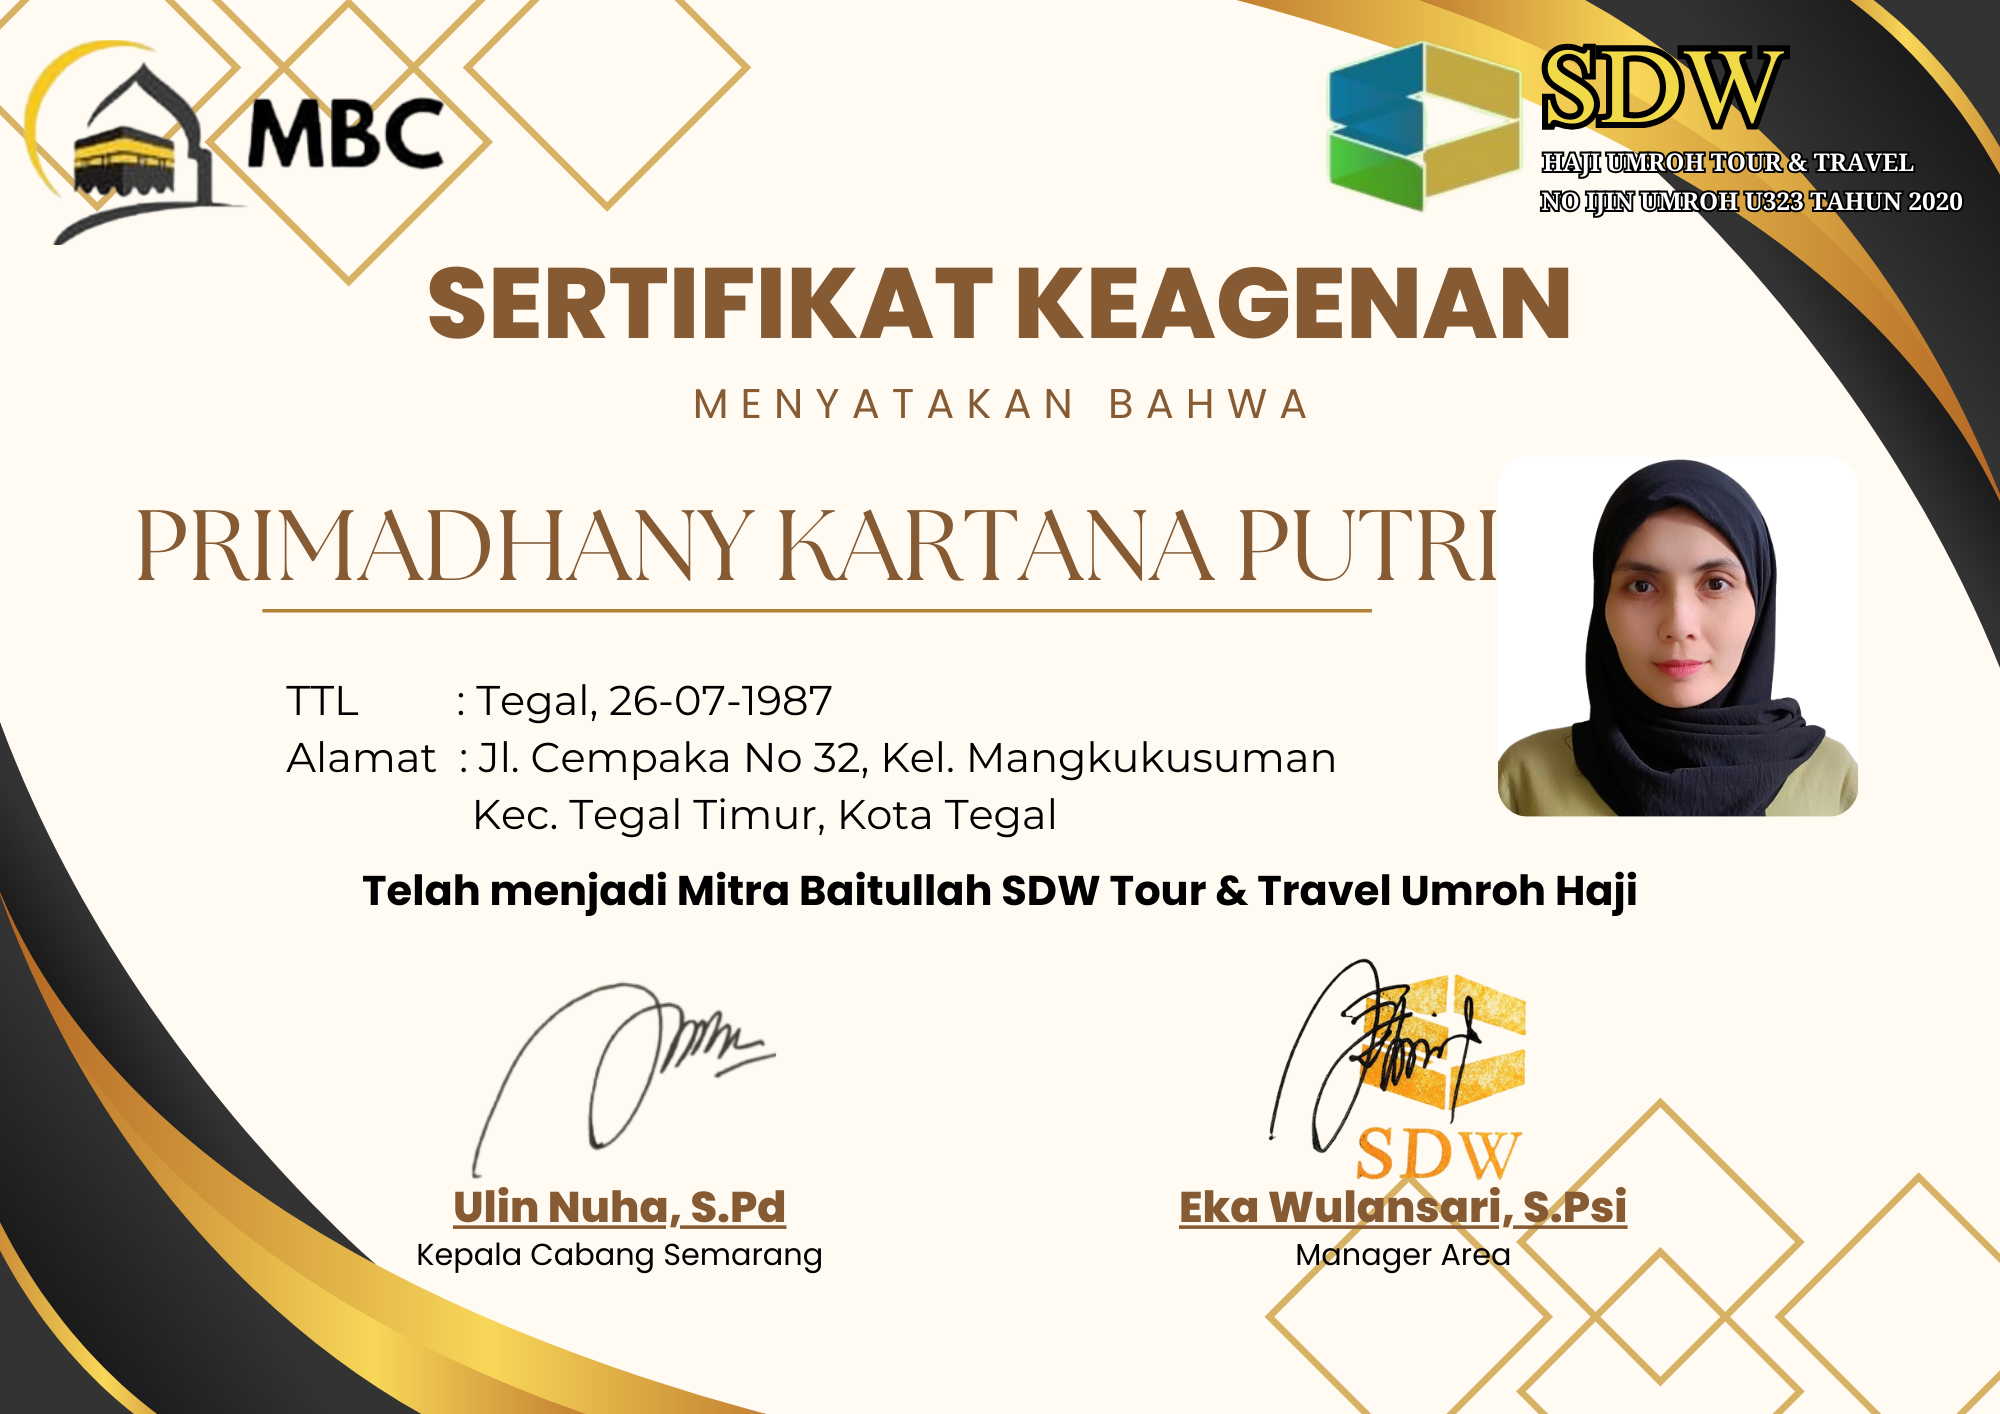 MBC
SDW
HAJI UMROH TOUR & TRAVEL
NO IJIN UMROH U323 TAHUN 2020
SERTIFIKAT KEAGENAN
MENYATAKAN BAHWA
PRIMADHANY KARTANA PUTRI
TTL : Tegal, 26-07-1987
Alamat : Jl. Cempaka No 32, Kel. Mangkukusuman
Kec. Tegal Timur, Kota Tegal
Telah menjadi Mitra Baitullah SDW Tour & Travel Umroh Haji
SDW
Ulin Nuha, S.Pd
Eka Wulansari, S.Psi
Kepala Cabang Semarang
Manager Area